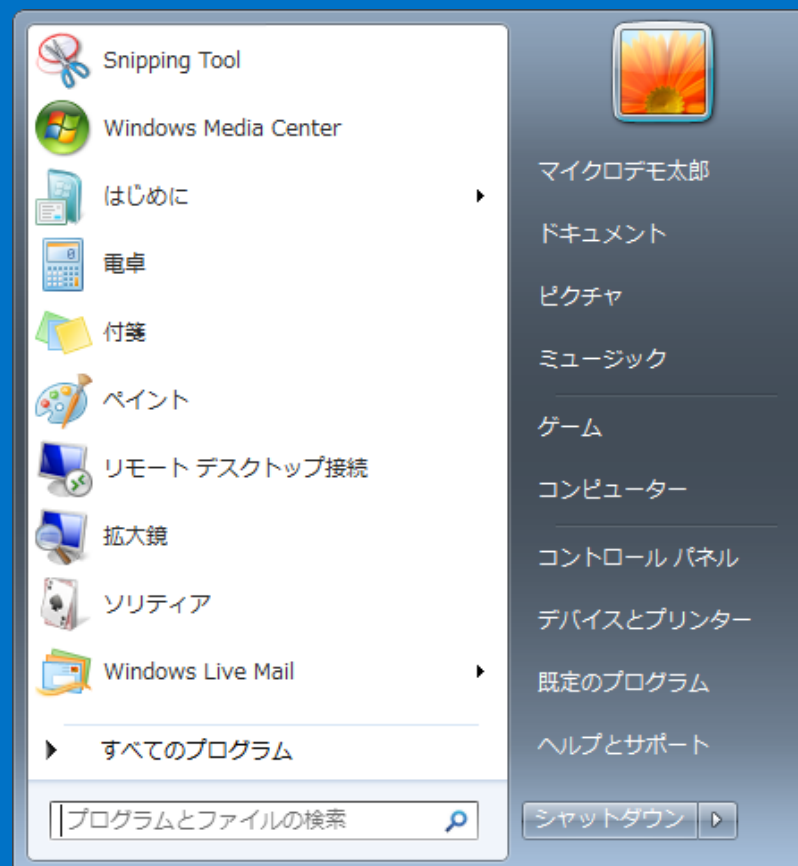 Snipping Tool
Windows Media Center
はじめに
電卓
付箋
ペイント
リモート デスクトップ接続
拡大鏡
ソリティア
Windows Live Mail
すべてのプログラム
プログラムとファイルの検索
マイクロデモ太郎
ドキュメント
ピクチャ
ミュージック
ゲーム
コンピューター
コントロール パネル
デバイスとプリンター
既定のプログラム
ヘルプとサポート
シャットダウン